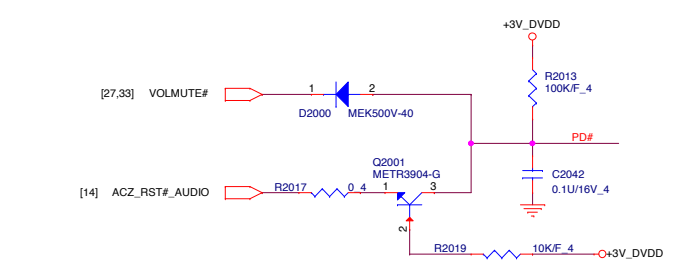 +3V_DVDD
R2013
100K/F_4
[27,33] VOLMUTE#
1 2
D2000 MEK500V-40
PD#
Q2001
METR3904-G
C2042
0.1U/16V_4
[14] ACZ_RST#_AUDIO
R2017 0_4 1 3
2
R2019 10K/F_4 +3V_DVDD